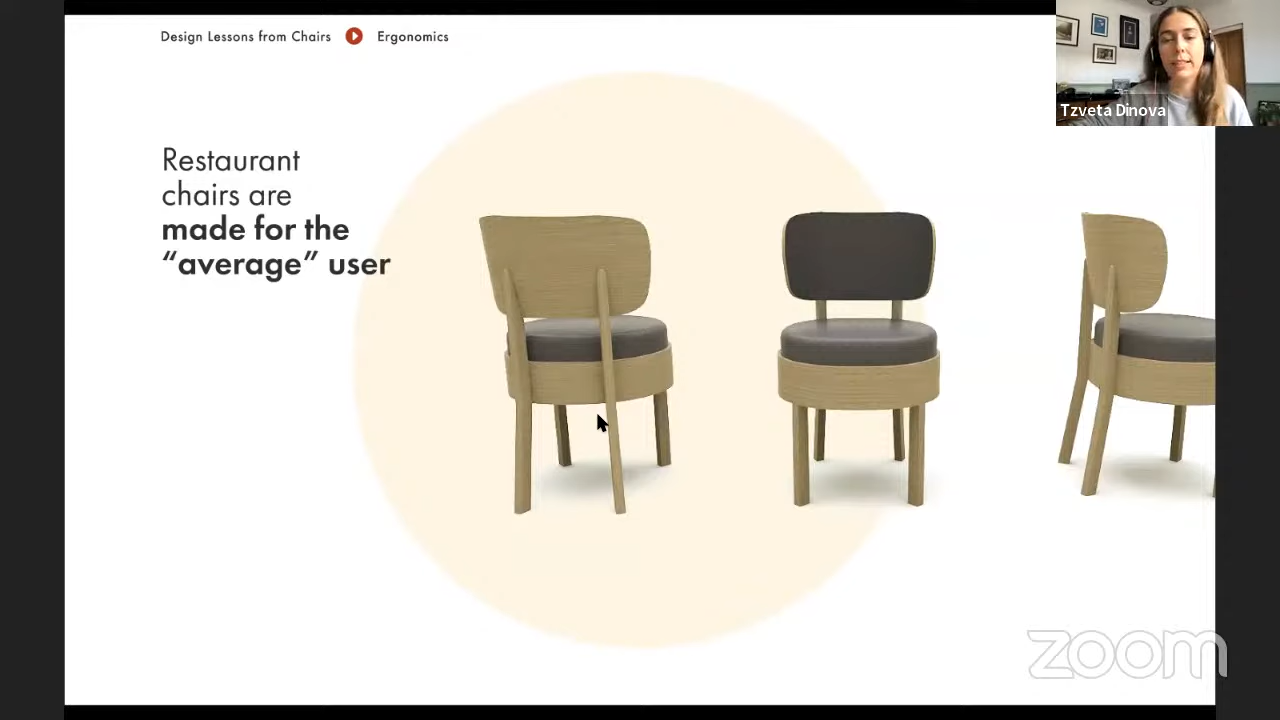 Design Lessons from Chairs Ergonomics
Tzveta Dinova
Restaurant
chairs are
made for the
“average” user
zoom